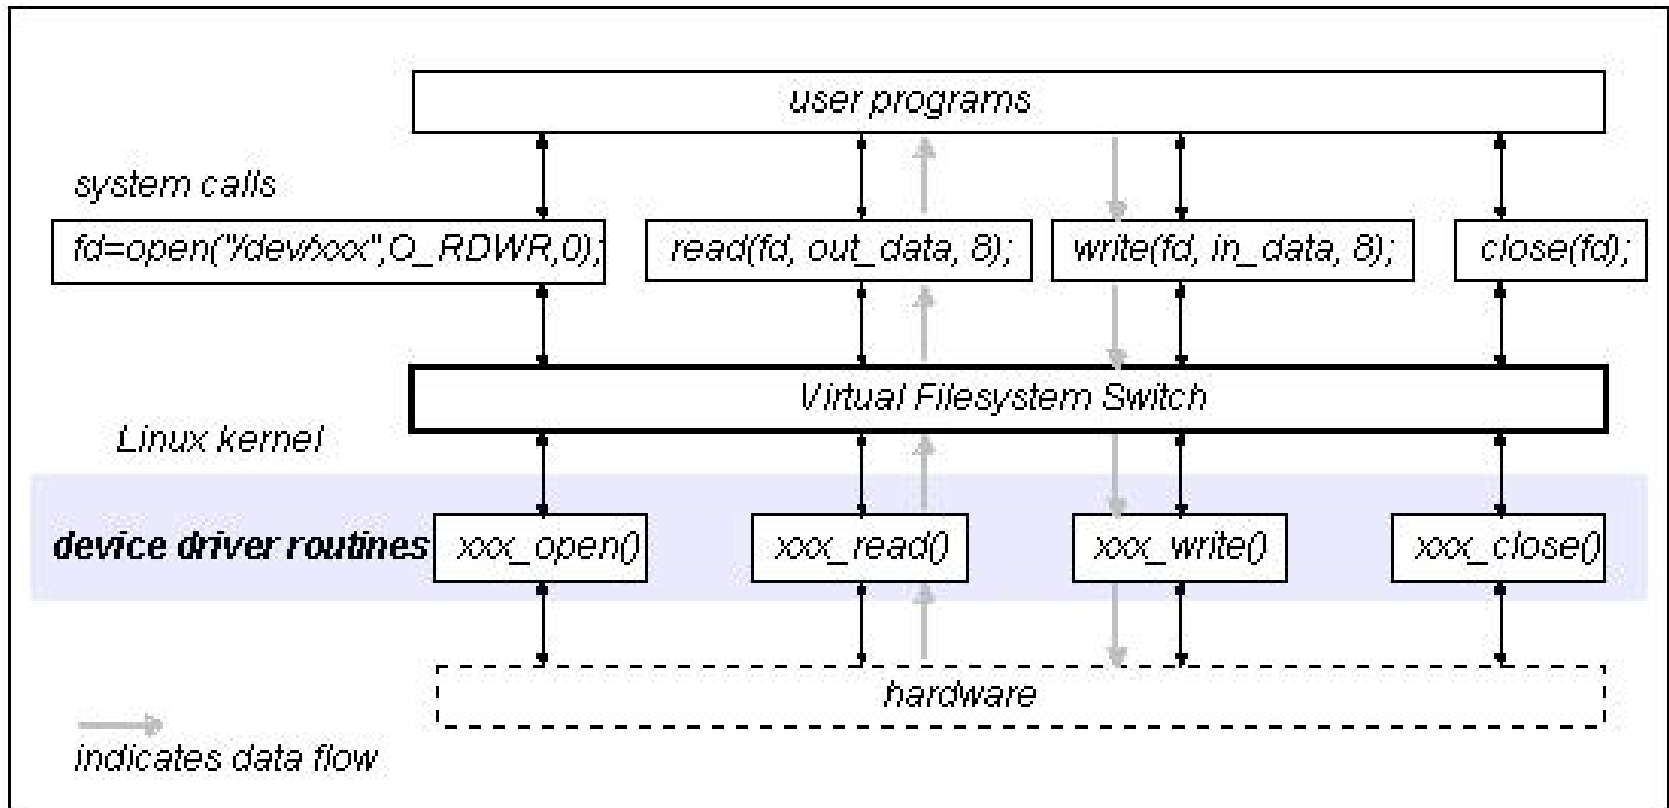 user programs
system calls
fd=open("/dev/xxx",O_RDWR,0);
read(fd, out_data, 8);
write(fd, in_data, 8);
close(fd);
Virtual Filesystem Switch
Linux kernel
device driver routines
xxx_open()
xxx_read()
xxx_write()
xxx_close()
hardware
indicates data flow